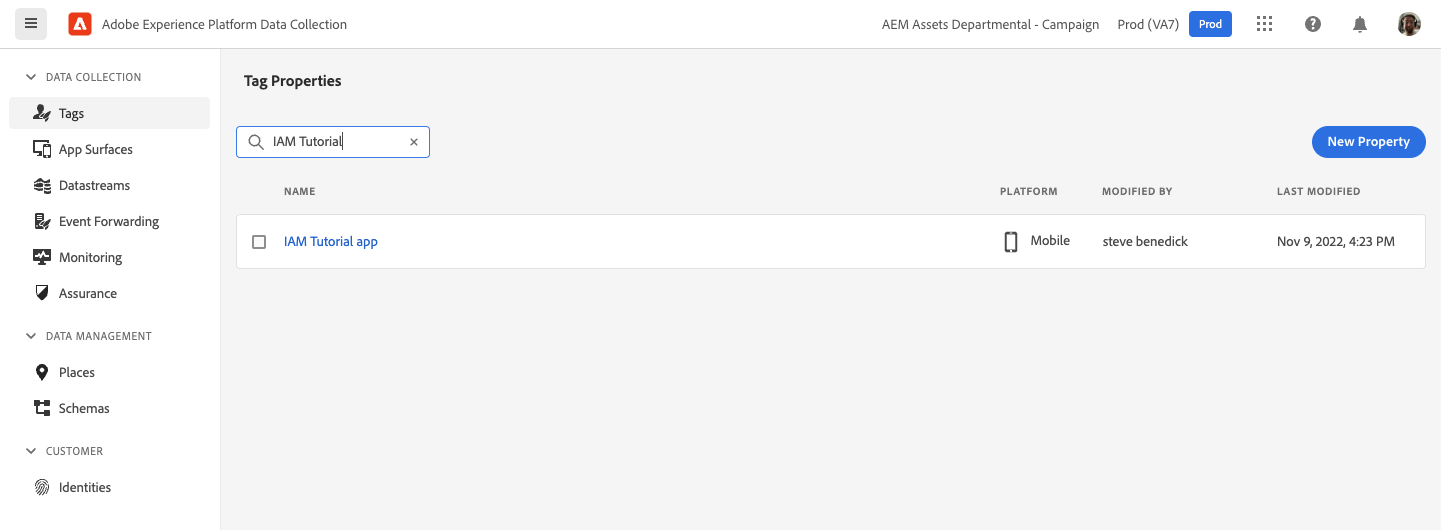 Adobe Experience Platform Data Collection
AEM Assets Departmental - Campaign Prod (VA7) Prod
DATA COLLECTION
Tags
App Surfaces
Datastreams
Event Forwarding
Monitoring
Assurance
DATA MANAGEMENT
Places
Schemas
CUSTOMER
Identities
Tag Properties
IAM Tutorial
New Property
NAME PLATFORM MODIFIED BY LAST MODIFIED
IAM Tutorial app Mobile steve benedick Nov 9, 2022, 4:23 PM